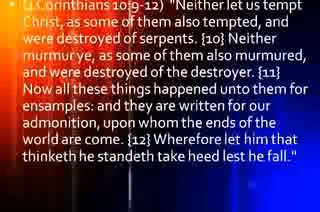 • (1 Corinthians 10:9-12)  "Neither let us tempt
Christ, as some of them also tempted, and
were destroyed of serpents. {10} Neither
murmur ye, as some of them also murmured,
and were destroyed of the destroyer. {11}
Now all these things happened unto them for
ensamples: and they are written for our
admonition, upon whom the ends of the
world are come. {12} Wherefore let him that
thinketh he standeth take heed lest he fall."